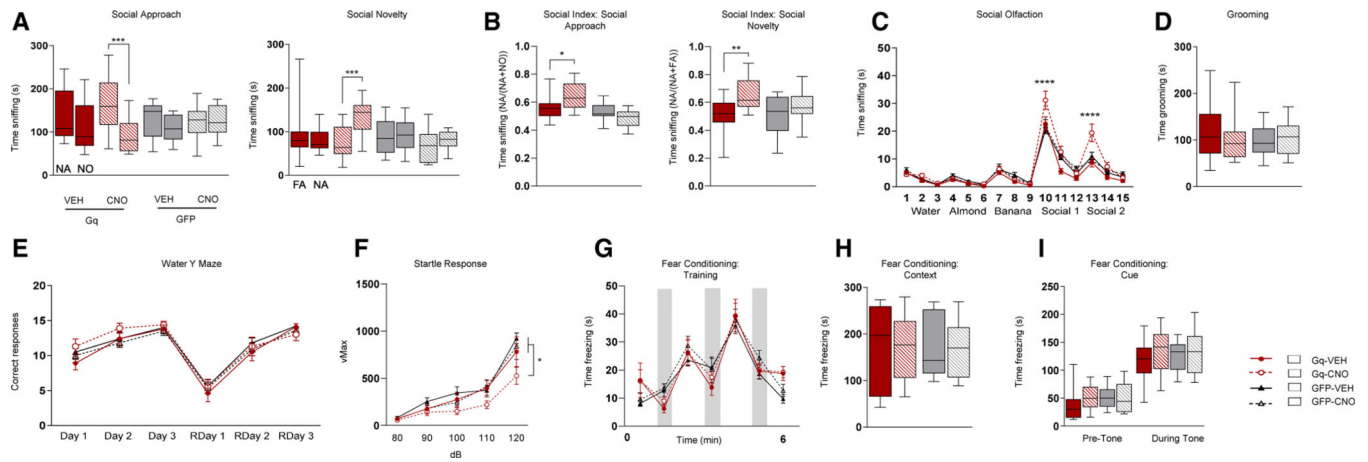 A
Social Approach
Time sniffing (s)
300
200
100
0
***
NA NO
VEH CNO VEH CNO
Gq GFP
Social Novelty
Time sniffing (s)
300
200
100
0
***
FA NA
B
Social Index: Social
Approach
Time sniffing (NA/(NA+NO))
1.0
0.8
0.6
0.4
0.2
0.0
*
Social Index: Social
Novelty
Time sniffing (NA/(NA+FA))
1.0
0.8
0.6
0.4
0.2
0.0
**
C
Social Olfaction
Time sniffing (s)
50
40
30
20
10
0
**** ****
1 2 3 4 5 6 7 8 9 10 11 12 13 14 15
Water Almond Banana Social 1 Social 2
D
Grooming
Time grooming (s)
300
200
100
0
E
Water Y Maze
Correct responses
20
15
10
5
0
Day 1 Day 2 Day 3 RDay 1 RDay 2 RDay 3
F
Startle Response
vMax
1500
1000
500
0
*
80 90 100 110 120
dB
G
Fear Conditioning:
Training
Time freezing (s)
50
40
30
20
10
0
0 Time (min) 6
H
Fear Conditioning:
Context
Time freezing (s)
300
200
100
0
I
Fear Conditioning:
Cue
Time freezing (s)
250
200
150
100
50
0
Pre-Tone During Tone
Gq-VEH
Gq-CNO
GFP-VEH
GFP-CNO